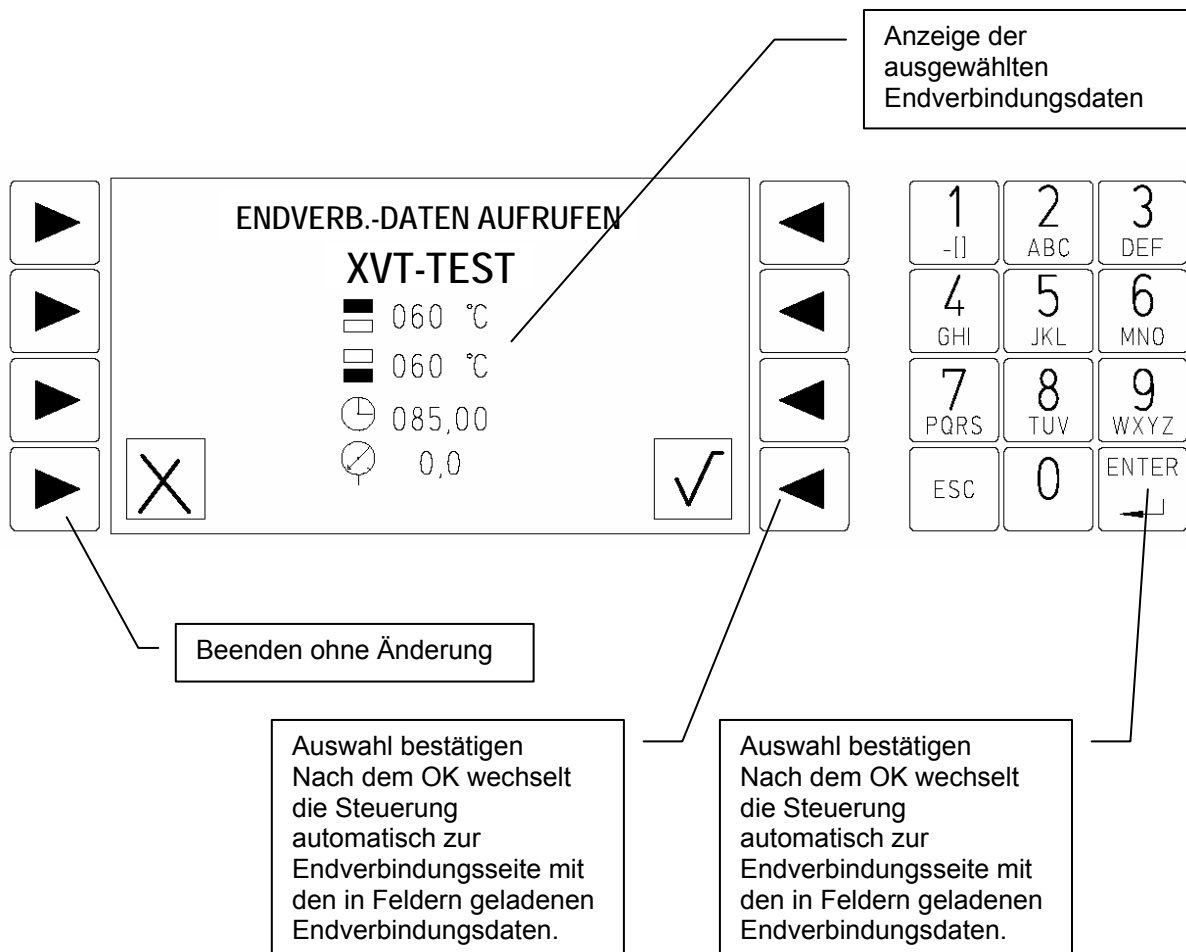 Anzeige der
ausgewählten
Endverbindungsdaten
ENDVERB.-DATEN AUFRUFEN
XVT-TEST
060 °C
060 °C
085,00
0,0
1
-[]
2
ABC
3
DEF
4
GHI
5
JKL
6
MNO
7
PQRS
8
TUV
9
WXYZ
ESC
0
ENTER
Beenden ohne Änderung
Auswahl bestätigen
Nach dem OK wechselt
die Steuerung
automatisch zur
Endverbindungsseite mit
den in Feldern geladenen
Endverbindungsdaten.
Auswahl bestätigen
Nach dem OK wechselt
die Steuerung
automatisch zur
Endverbindungsseite mit
den in Feldern geladenen
Endverbindungsdaten.